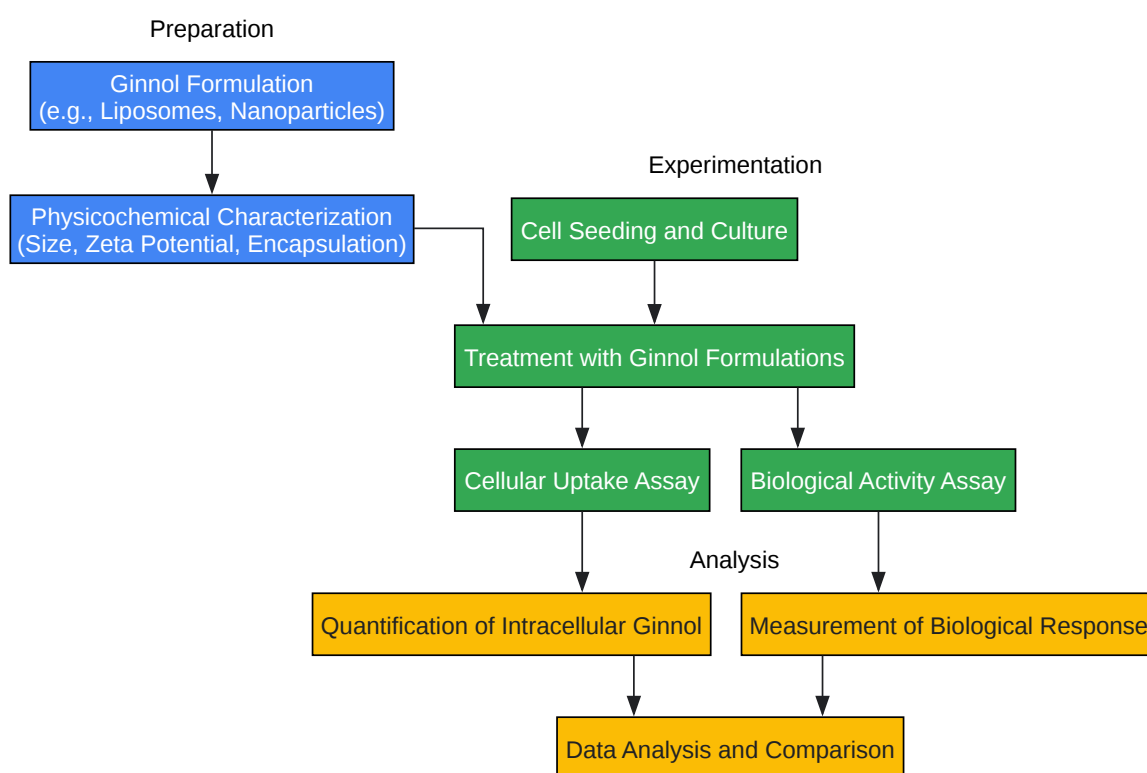 Preparation
Ginnol Formulation
(e.g., Liposomes, Nanoparticles)
Experimentation
Physicochemical Characterization
(Size, Zeta Potential, Encapsulation)
Cell Seeding and Culture
Treatment with Ginnol Formulations
Cellular Uptake Assay
Biological Activity Assay
Analysis
Quantification of Intracellular Ginnol
Measurement of Biological Response
Data Analysis and Comparison